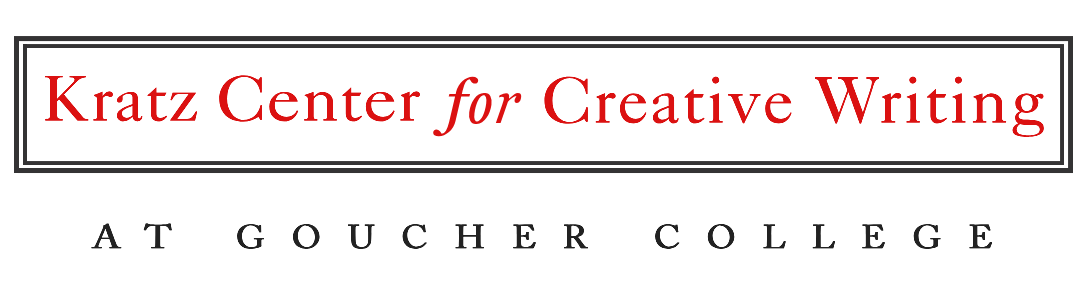 Kratz Center for Creative Writing
AT GOUCHER COLLEGE